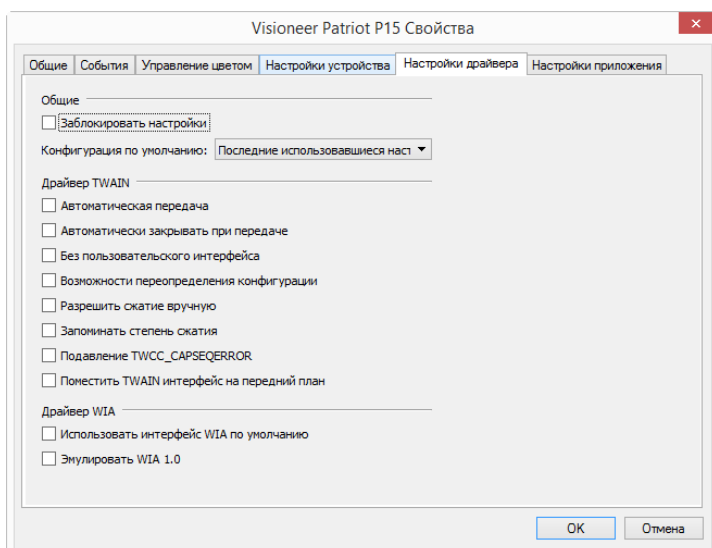 Visioneer Patriot P15 Свойства
Общие События Управление цветом Настройки устройства Настройки драйвера Настройки приложения
Общие
Заблокировать настройки
Конфигурация по умолчанию: Последние использовавшиеся наст
Драйвер TWAIN
Автоматическая передача
Автоматически закрывать при передаче
Без пользовательского интерфейса
Возможности переопределения конфигурации
Разрешить сжатие вручную
Запоминать степень сжатия
Подавление TWCC_CAPSEQERROR
Поместить TWAIN интерфейс на передний план
Драйвер WIA
Использовать интерфейс WIA по умолчанию
Эмулировать WIA 1.0
OK Отмена